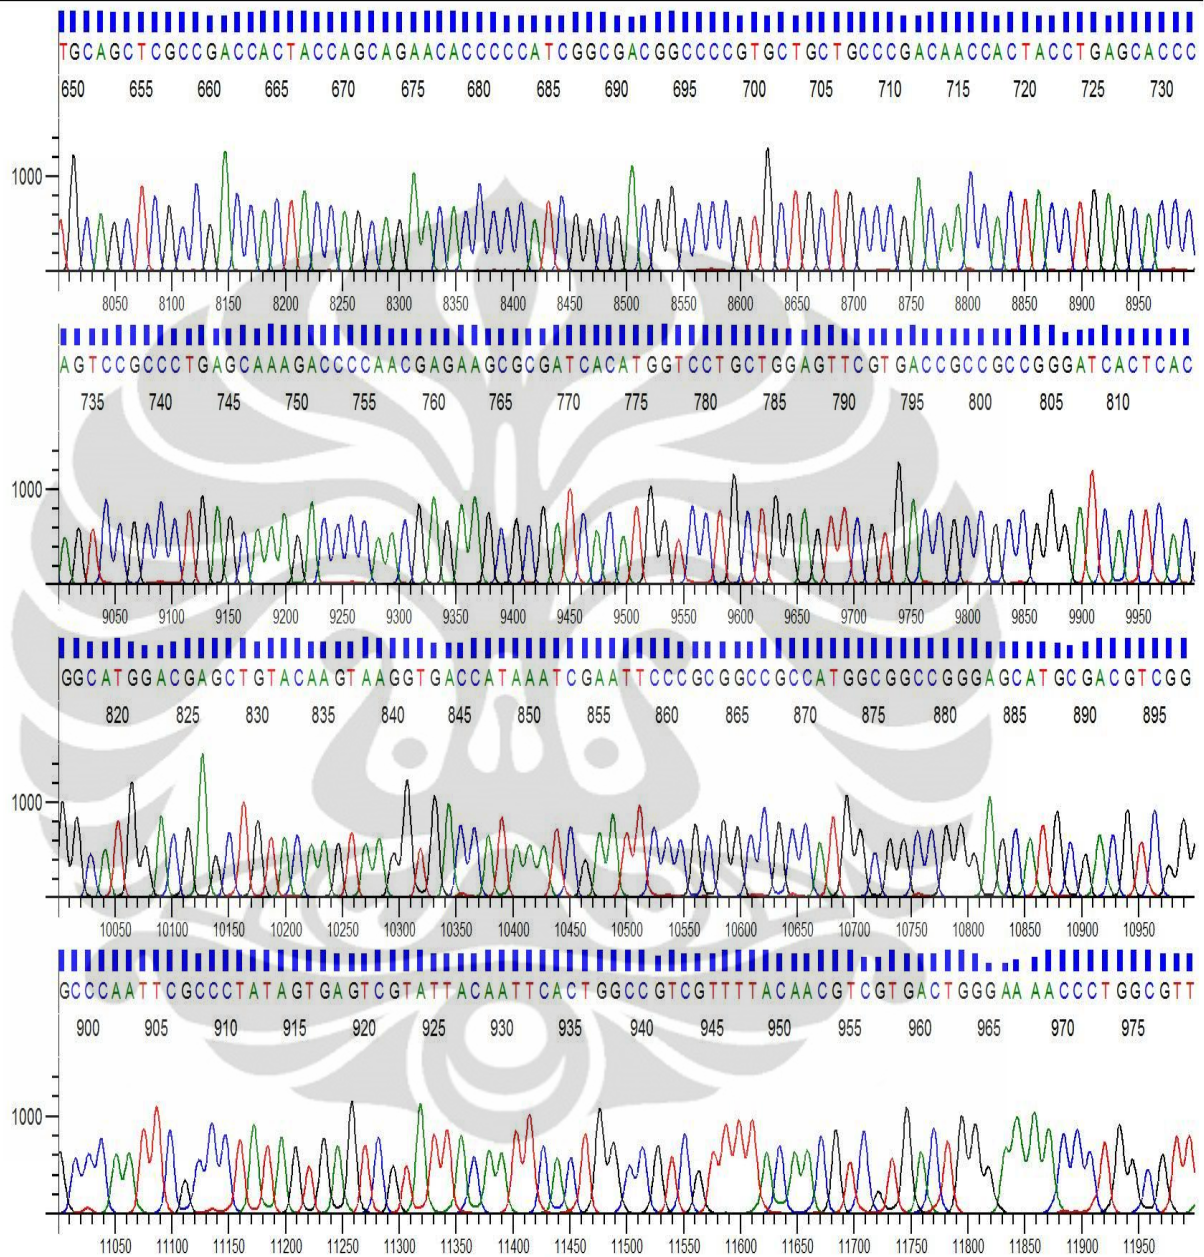 TGCAGCTCGCCGACCACTACCAGCAGAACACCCCCATCGGCGACGGCCCCGTGCTGCTGCCCGACAACCACTACCTGAGCACCC
650 655 660 665 670 675 680 685 690 695 700 705 710 715 720 725 730
1000
8050 8100 8150 8200 8250 8300 8350 8400 8450 8500 8550 8600 8650 8700 8750 8800 8850 8900 8950
AGTCCGCCCTGAGCAAAGACCCCAACGAGAAGCGCGATCACATGGTCCTGCTGGAGTTCGTGACCGCCGCCGGGATCACTCAC
735 740 745 750 755 760 765 770 775 780 785 790 795 800 805 810
1000
9050 9100 9150 9200 9250 9300 9350 9400 9450 9500 9550 9600 9650 9700 9750 9800 9850 9900 9950
GGCATGGACGAGCTGTACAAGTAAGGTGACCATAAATCGAATTCCCGCGGCCGCCATGGCGGCCGGGAGCATGCGACGTCGG
820 825 830 835 840 845 850 855 860 865 870 875 880 885 890 895
1000
10050 10100 10150 10200 10250 10300 10350 10400 10450 10500 10550 10600 10650 10700 10750 10800 10850 10900 10950
GCCCAATTCGCCCTATAGTGAGTCGTATTACAATTCACTGGCCGTCGTTTTACAACGTCGTGACTGGGAA AACCCTGGCGTT
900 905 910 915 920 925 930 935 940 945 950 955 960 965 970 975
1000
11050 11100 11150 11200 11250 11300 11350 11400 11450 11500 11550 11600 11650 11700 11750 11800 11850 11900 11950